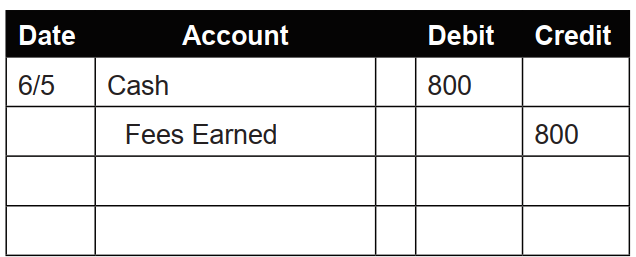 Date Account Debit Credit
6/5 Cash 800
Fees Earned 800